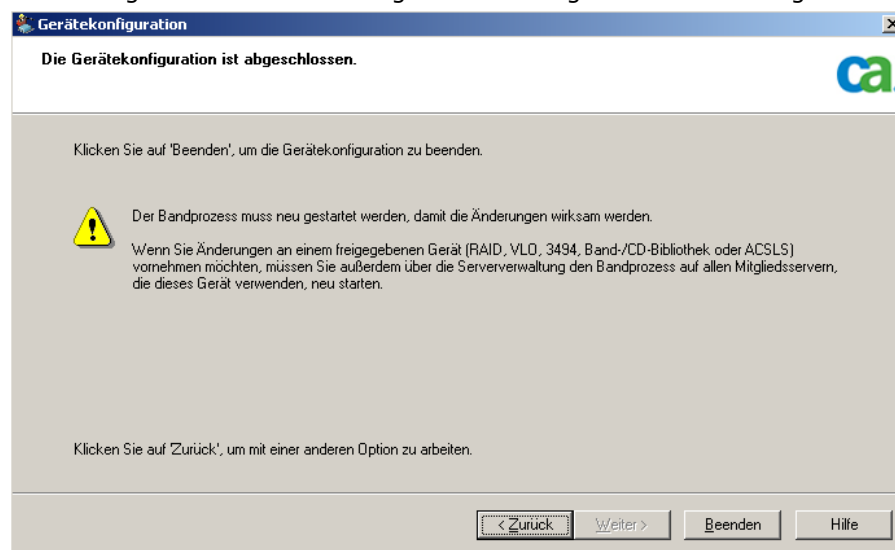 Gerätekonfiguration
Die Gerätekonfiguration ist abgeschlossen.
ca
Klicken Sie auf 'Beenden', um die Gerätekonfiguration zu beenden.
Der Bandprozess muss neu gestartet werden, damit die Änderungen wirksam werden.
Wenn Sie Änderungen an einem freigegebenen Gerät (RAID, VLO, 3494, Band-/CD-Bibliothek oder ACSLS)
vornehmen möchten, müssen Sie außerdem über die Serververwaltung den Bandprozess auf allen Mitgliedsservern,
die dieses Gerät verwenden, neu starten.
Klicken Sie auf 'Zurück', um mit einer anderen Option zu arbeiten.
< Zurück Weiter > Beenden Hilfe